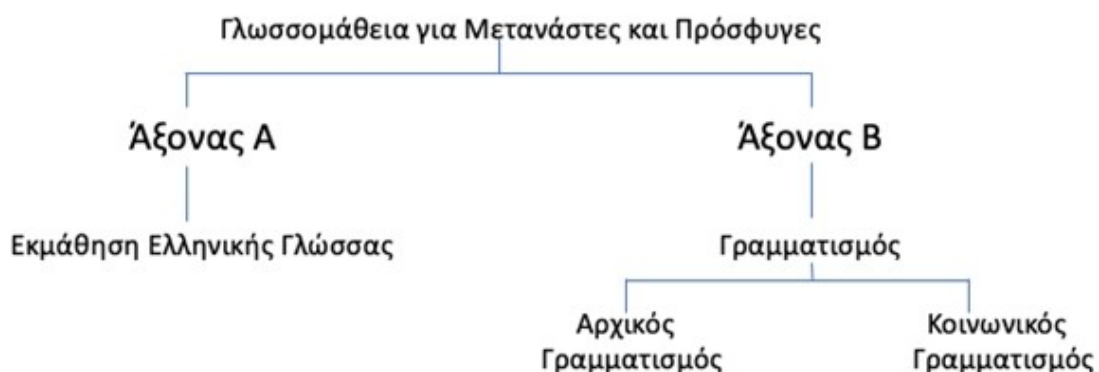 Γλωσσομάθεια για Μετανάστες και Πρόσφυγες
Άξονας Α
Άξονας Β
Εκμάθηση Ελληνικής Γλώσσας
Γραμματισμός
Αρχικός
Γραμματισμός
Κοινωνικός
Γραμματισμός